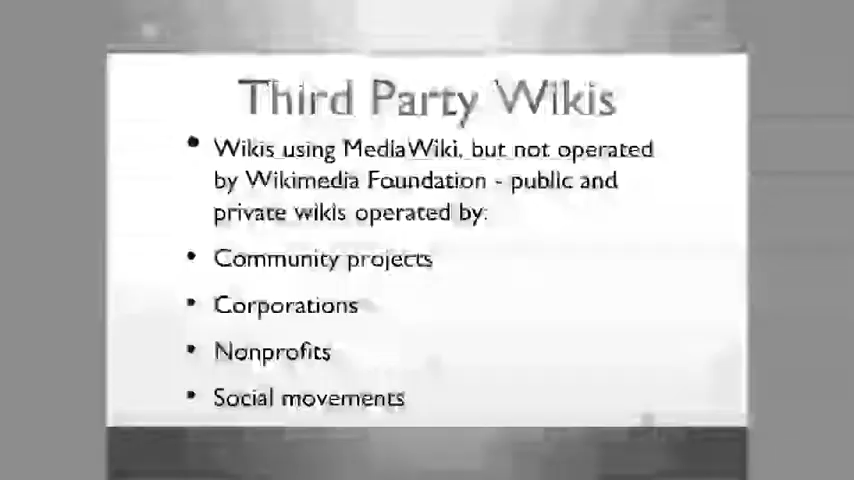 Third Party Wikis
• Wikis using MediaWiki, but not operated
by Wikimedia Foundation - public and
private wikis operated by:
• Community projects
• Corporations
• Nonprofits
• Social movements